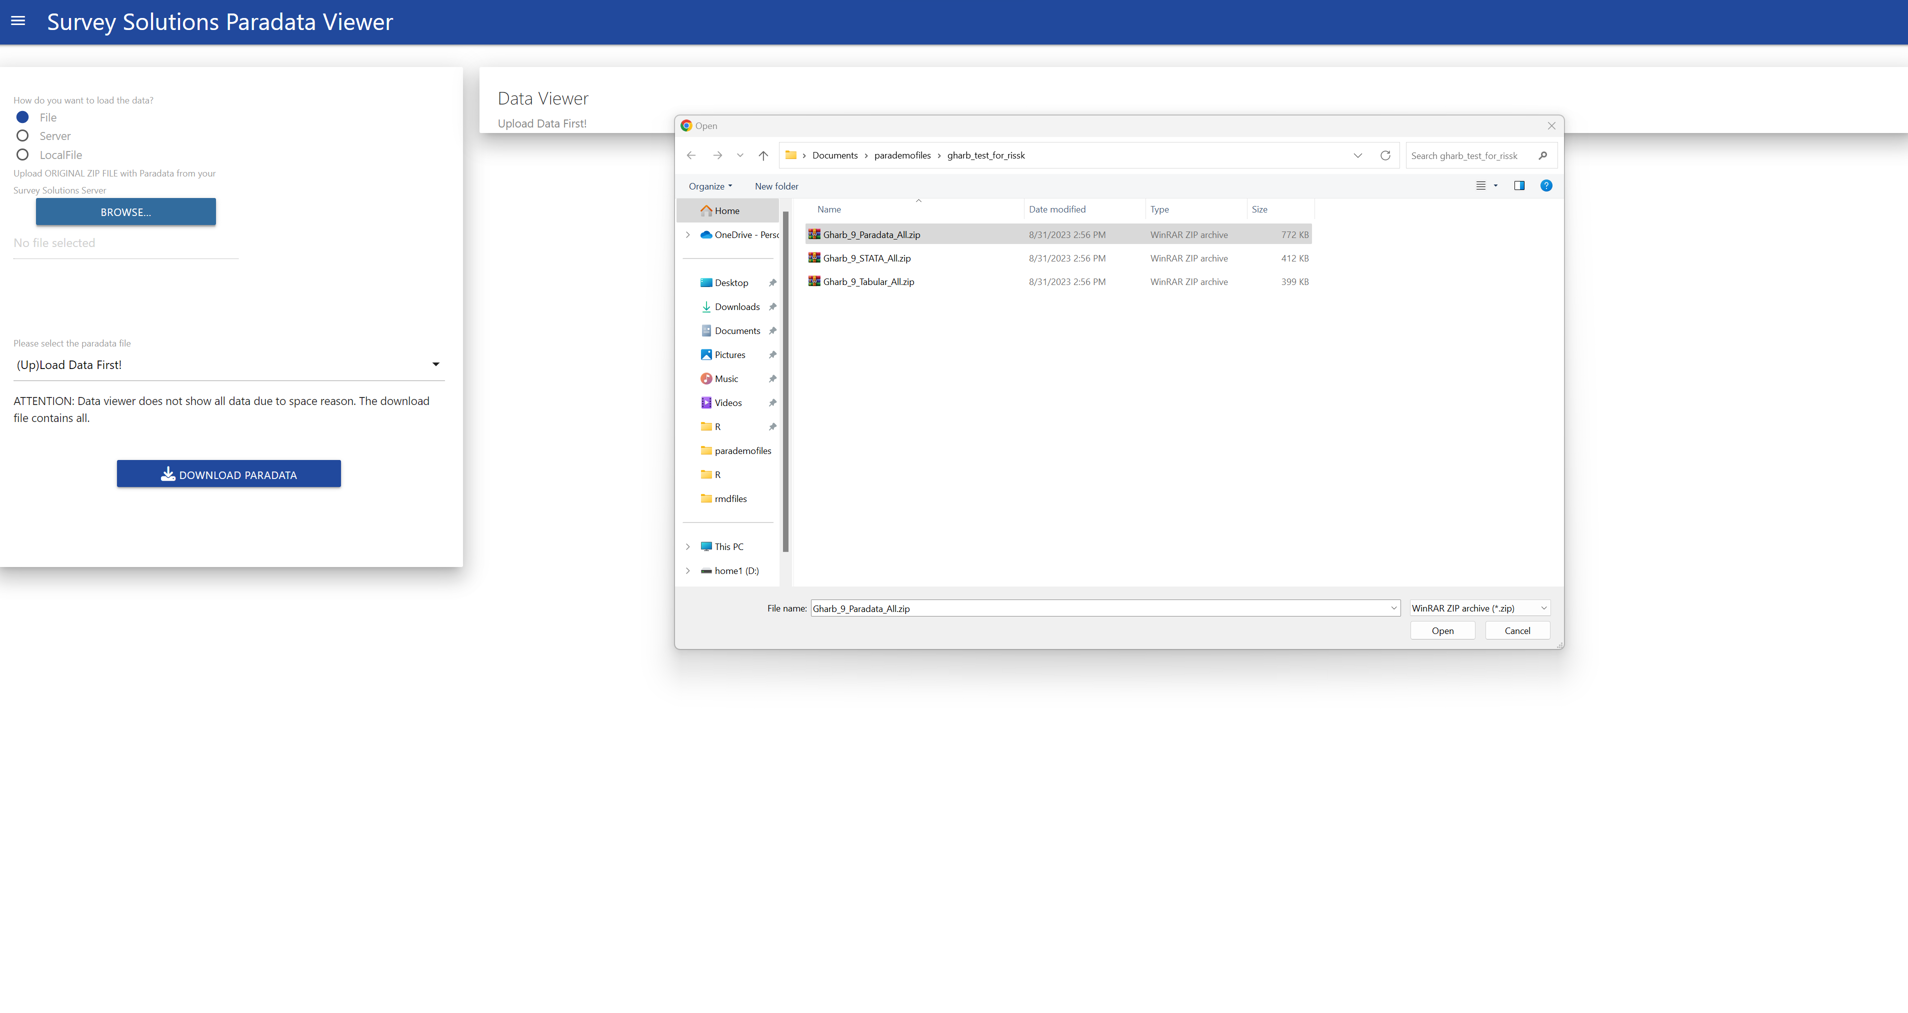 Survey Solutions Paradata Viewer
How do you want to load the data?
File
Server
LocalFile
Upload ORIGINAL ZIP FILE with Paradata from your
Survey Solutions Server
BROWSE...
No file selected
Please select the paradata file
(Up)Load Data First!
ATTENTION: Data viewer does not show all data due to space reason. The download
file contains all.
DOWNLOAD PARADATA
Data Viewer
Upload Data First!
Open
Documents › parademofiles › gharb_test_for_rissk
Search gharb_test_for_rissk
Organize New folder
Home
OneDrive - Perso
Desktop
Downloads
Documents
Pictures
Music
Videos
R
parademofiles
R
rmdfiles
This PC
home1 (D:)
Name Date modified Type Size
Gharb_9_Paradata_All.zip 8/31/2023 2:56 PM WinRAR ZIP archive 772 KB
Gharb_9_STATA_All.zip 8/31/2023 2:56 PM WinRAR ZIP archive 412 KB
Gharb_9_Tabular_All.zip 8/31/2023 2:56 PM WinRAR ZIP archive 399 KB
File name: Gharb_9_Paradata_All.zip WinRAR ZIP archive (*.zip)
Open Cancel